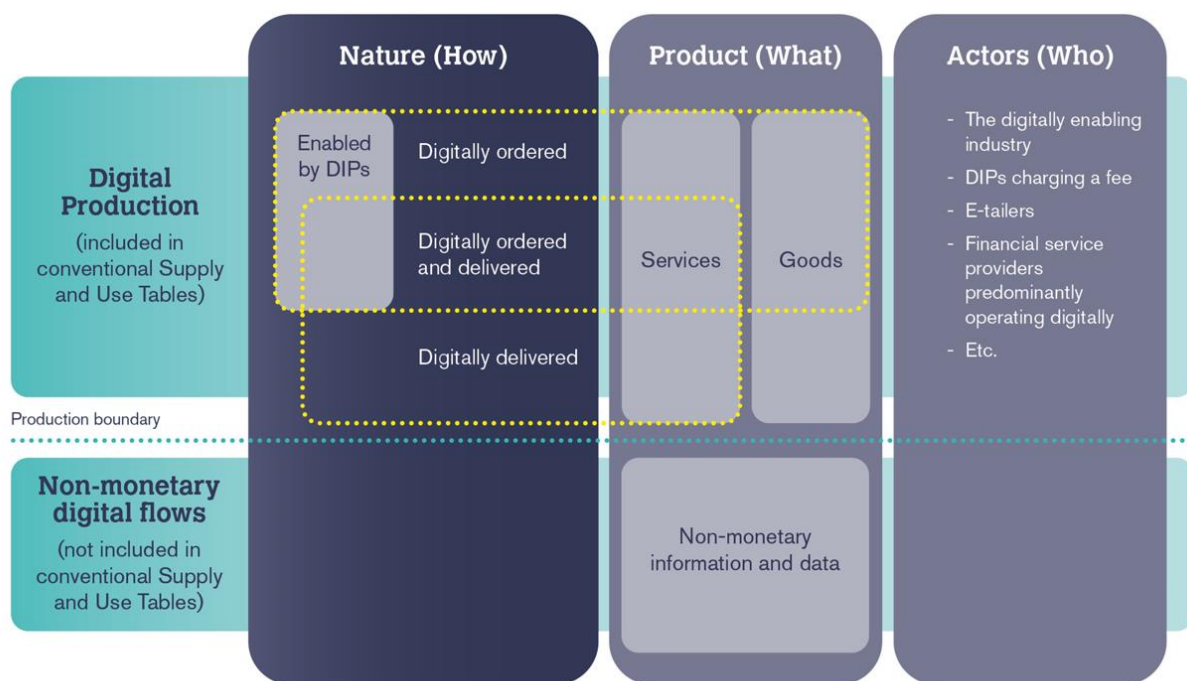 Nature (How)
Product (What)
Actors (Who)
Digital
Production
(included in
conventional Supply
and Use Tables)
Enabled
by DIPs
Digitally ordered
Digitally ordered
and delivered
Digitally delivered
Services
Goods
- The digitally enabling
industry
- DIPs charging a fee
- E-tailers
- Financial service
providers
predominantly
operating digitally
- Etc.
Production boundary
Non-monetary
digital flows
(not included in
conventional Supply
and Use Tables)
Non-monetary
information and data